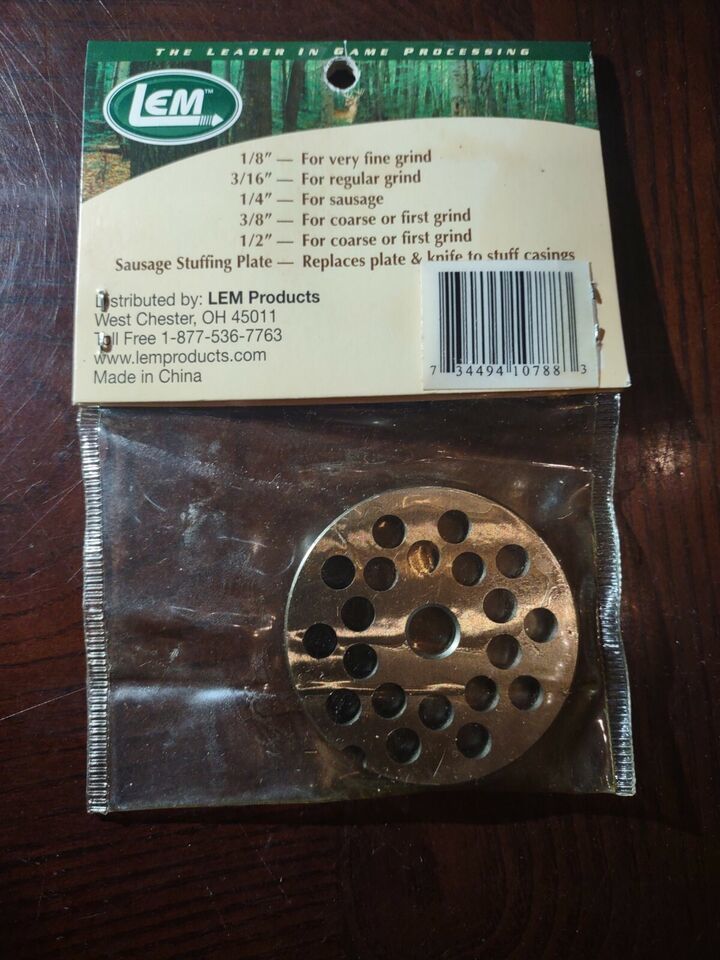 THE LEADER IN GAME PROCESSING
LEM™
1/8" — For very fine grind
3/16" — For regular grind
1/4" — For sausage
3/8" — For coarse or first grind
1/2" — For coarse or first grind
Sausage Stuffing Plate — Replaces plate & knife to stuff casings
Distributed by: LEM Products
West Chester, OH 45011
Toll Free 1-877-536-7763
www.lemproducts.com
Made in China
7 34494 10788 3